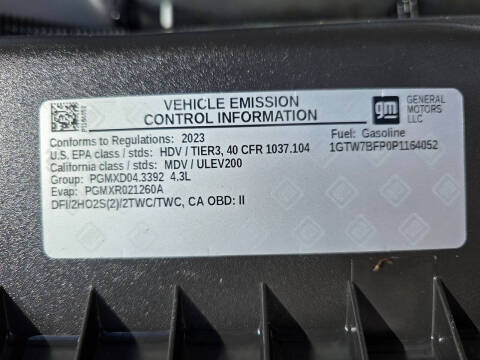 VEHICLE EMISSION
CONTROL INFORMATION
gm GENERAL
MOTORS
LLC
Conforms to Regulations: 2023
Fuel: Gasoline
U.S. EPA class / stds: HDV / TIER3, 40 CFR 1037.104
1GTW7BFP0P1164052
California class / stds: MDV / ULEV200
Group: PGMXD04.3392 4.3L
Evap: PGMXR021260A
DFI/2HO2S(2)/2TWC/TWC, CA OBD: II